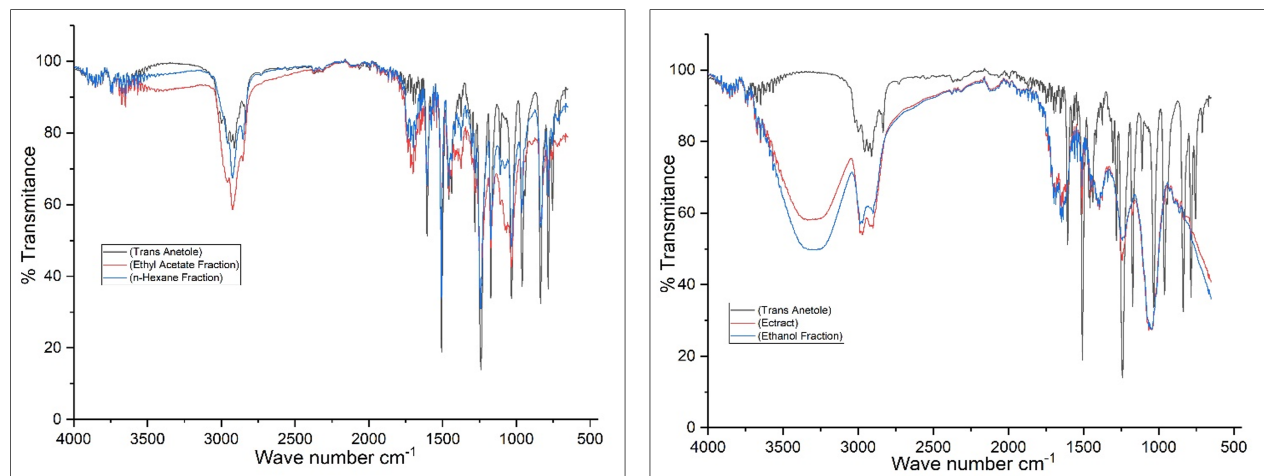 % Transmitance
100
80
60
40
20
0
(Trans Anetole)
(Ethyl Acetate Fraction)
(n-Hexane Fraction)
4000 3500 3000 2500 2000 1500 1000 500
Wave number cm⁻¹
% Transmitance
100
80
60
40
20
0
(Trans Anetole)
(Ectract)
(Ethanol Fraction)
4000 3500 3000 2500 2000 1500 1000 500
Wave number cm⁻¹